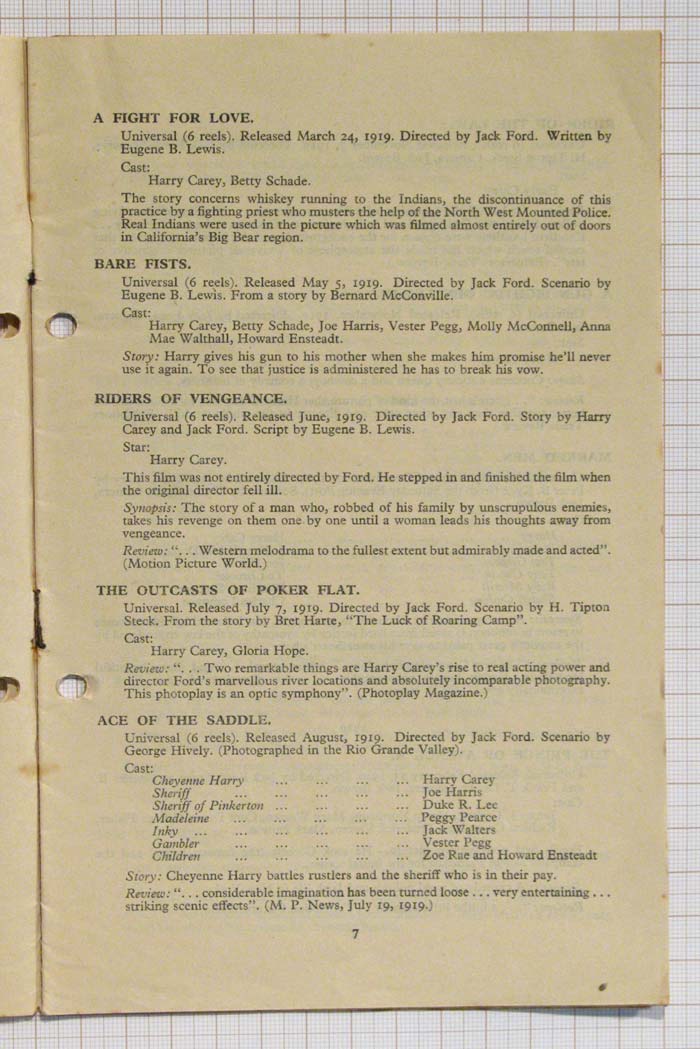 A FIGHT FOR LOVE.
Universal (6 reels). Released March 24, 1919. Directed by Jack Ford. Written by
Eugene B. Lewis.
Cast:
Harry Carey, Betty Schade.
The story concerns whiskey running to the Indians, the discontinuance of this
practice by a fighting priest who musters the help of the North West Mounted Police.
Real Indians were used in the picture which was filmed almost entirely out of doors
in California's Big Bear region.
BARE FISTS.
Universal (6 reels). Released May 5, 1919. Directed by Jack Ford. Scenario by
Eugene B. Lewis. From a story by Bernard McConville.
Cast:
Harry Carey, Betty Schade, Joe Harris, Vester Pegg, Molly McConnell, Anna
Mae Walthall, Howard Ensteadt.
Story: Harry gives his gun to his mother when she makes him promise he'll never
use it again. To see that justice is administered he has to break his vow.
RIDERS OF VENGEANCE.
Universal (6 reels). Released June, 1919. Directed by Jack Ford. Story by Harry
Carey and Jack Ford. Script by Eugene B. Lewis.
Star:
Harry Carey.
This film was not entirely directed by Ford. He stepped in and finished the film when
the original director fell ill.
Synopsis: The story of a man who, robbed of his family by unscrupulous enemies,
takes his revenge on them one by one until a woman leads his thoughts away from
vengeance.
Review: “. . . Western melodrama to the fullest extent but admirably made and acted”.
(Motion Picture World.)
THE OUTCASTS OF POKER FLAT.
Universal. Released July 7, 1919. Directed by Jack Ford. Scenario by H. Tipton
Steck. From the story by Bret Harte, “The Luck of Roaring Camp”.
Cast:
Harry Carey, Gloria Hope.
Review: “. . . Two remarkable things are Harry Carey's rise to real acting power and
director Ford's marvellous river locations and absolutely incomparable photography.
This photoplay is an optic symphony”. (Photoplay Magazine.)
ACE OF THE SADDLE.
Universal (6 reels). Released August, 1919. Directed by Jack Ford. Scenario by
George Hively. (Photographed in the Rio Grande Valley).
Cast:
Cheyenne Harry ... ... ... ... Harry Carey
Sheriff ... ... ... ... ... Joe Harris
Sheriff of Pinkerton ... ... ... ... Duke R. Lee
Madeleine ... ... ... ... ... Peggy Pearce
Inky ... ... ... ... ... ... Jack Walters
Gambler ... ... ... ... ... Vester Pegg
Children ... ... ... ... ... Zoe Rae and Howard Ensteadt
Story: Cheyenne Harry battles rustlers and the sheriff who is in their pay.
Review: “. . . considerable imagination has been turned loose . . . very entertaining . . .
striking scenic effects”. (M. P. News, July 19, 1919.)
7